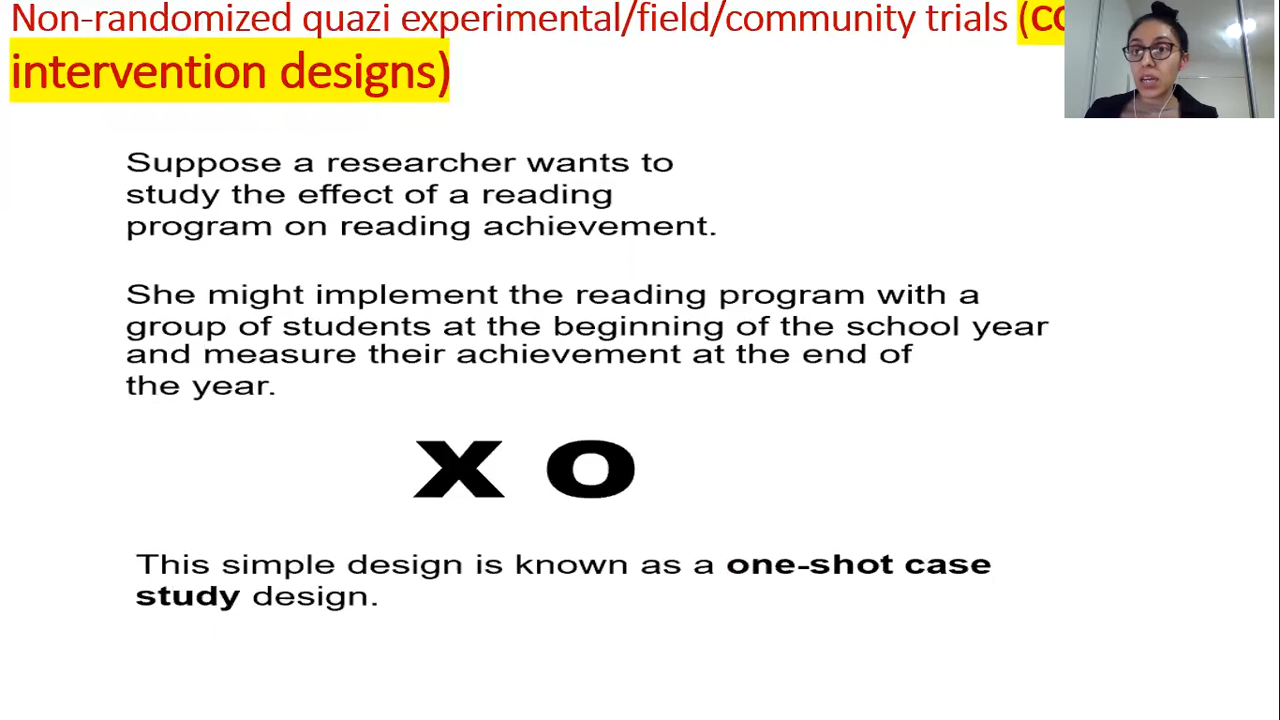 Non-randomized quazi experimental/field/community trials (
intervention designs)
Suppose a researcher wants to
study the effect of a reading
program on reading achievement.
She might implement the reading program with a
group of students at the beginning of the school year
and measure their achievement at the end of
the year.
X O
This simple design is known as a one-shot case
study design.